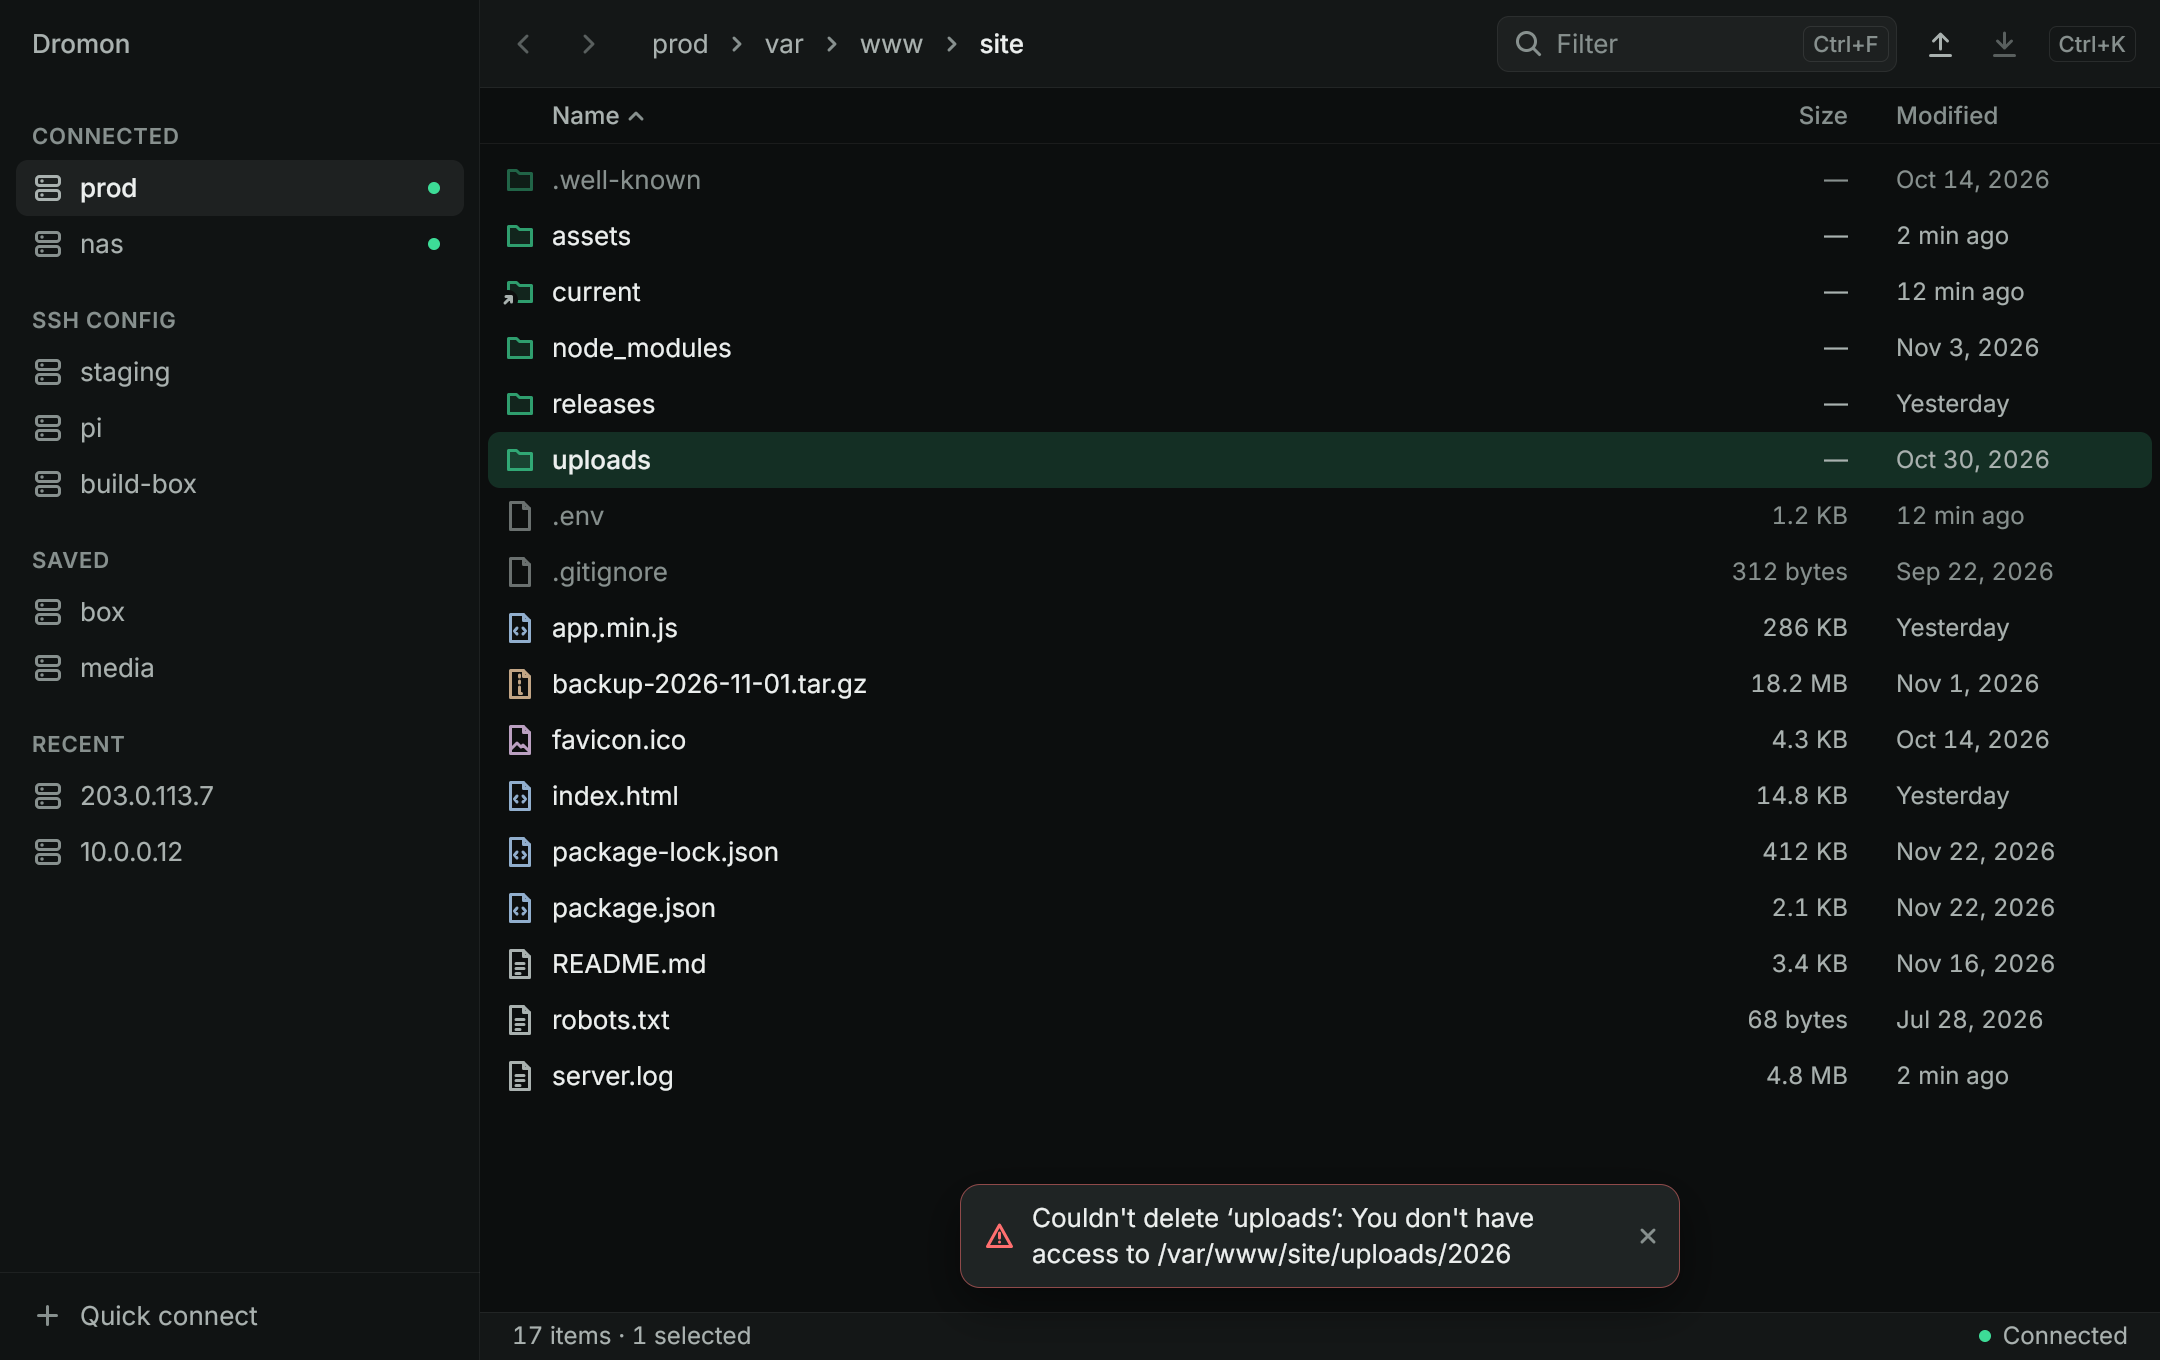 Dromon
CONNECTED
prod
nas
SSH CONFIG
staging
pi
build-box
SAVED
box
media
RECENT
203.0.113.7
10.0.0.12
Quick connect
prod › var › www › site
Filter Ctrl+F
Ctrl+K
Name Size Modified
.well-known — Oct 14, 2026
assets — 2 min ago
current — 12 min ago
node_modules — Nov 3, 2026
releases — Yesterday
uploads — Oct 30, 2026
.env 1.2 KB 12 min ago
.gitignore 312 bytes Sep 22, 2026
app.min.js 286 KB Yesterday
backup-2026-11-01.tar.gz 18.2 MB Nov 1, 2026
favicon.ico 4.3 KB Oct 14, 2026
index.html 14.8 KB Yesterday
package-lock.json 412 KB Nov 22, 2026
package.json 2.1 KB Nov 22, 2026
README.md 3.4 KB Nov 16, 2026
robots.txt 68 bytes Jul 28, 2026
server.log 4.8 MB 2 min ago
Couldn't delete ‘uploads’: You don't have
access to /var/www/site/uploads/2026
17 items · 1 selected
Connected